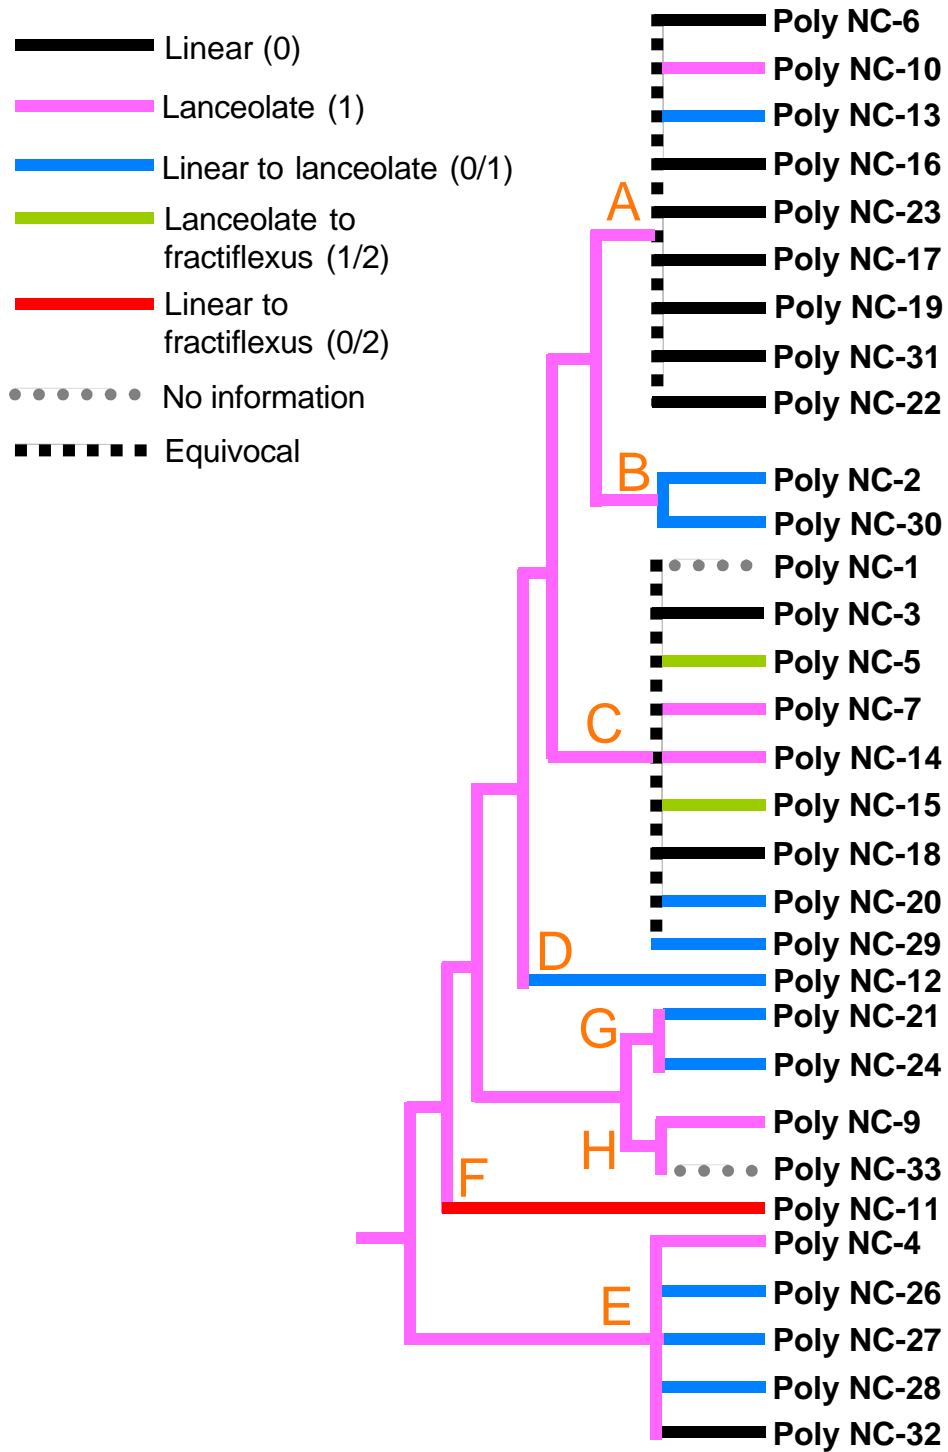 Linear (0)
Lanceolate (1)
Linear to lanceolate (0/1)
Lanceolate to
fractiflexus (1/2)
Linear to
fractiflexus (0/2)
No information
Equivocal
Poly NC-6
Poly NC-10
Poly NC-13
Poly NC-16
A
Poly NC-23
Poly NC-17
Poly NC-19
Poly NC-31
Poly NC-22
B
Poly NC-2
Poly NC-30
Poly NC-1
Poly NC-3
Poly NC-5
Poly NC-7
C
Poly NC-14
Poly NC-15
Poly NC-18
Poly NC-20
Poly NC-29
D
Poly NC-12
Poly NC-21
G
Poly NC-24
Poly NC-9
H
Poly NC-33
F
Poly NC-11
Poly NC-4
Poly NC-26
E
Poly NC-27
Poly NC-28
Poly NC-32